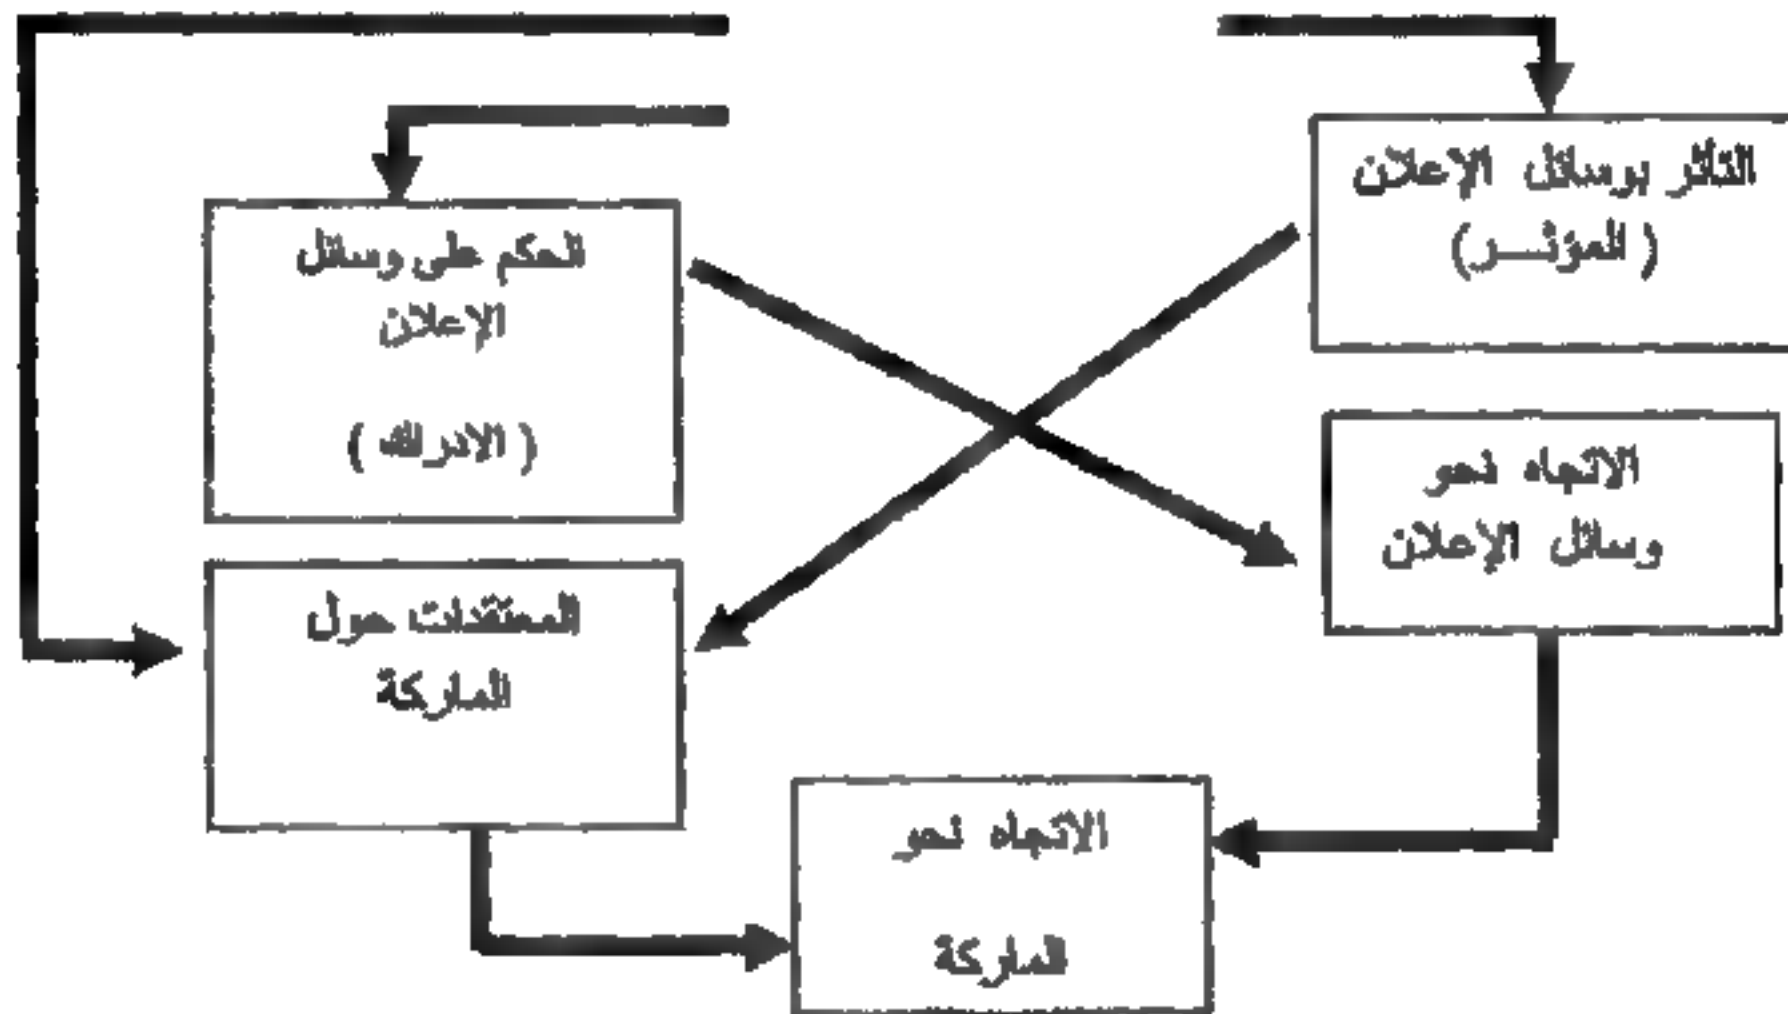 التأثر بوسائل الإعلان
( المؤثـــر)
الحكم على وسائل
الإعلان
( الادراك )
الاتجاه نحو
وسائل الإعلان
المعتقدات حول
الماركة
الاتجاه نحو
الماركة